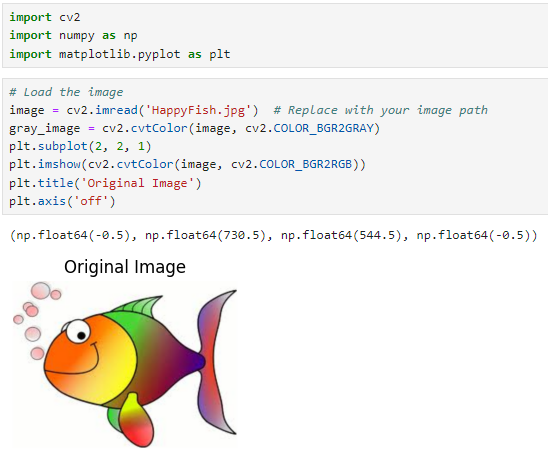 import cv2
import numpy as np
import matplotlib.pyplot as plt
# Load the image
image = cv2.imread('HappyFish.jpg')  # Replace with your image path
gray_image = cv2.cvtColor(image, cv2.COLOR_BGR2GRAY)
plt.subplot(2, 2, 1)
plt.imshow(cv2.cvtColor(image, cv2.COLOR_BGR2RGB))
plt.title('Original Image')
plt.axis('off')
(np.float64(-0.5), np.float64(730.5), np.float64(544.5), np.float64(-0.5))
Original Image